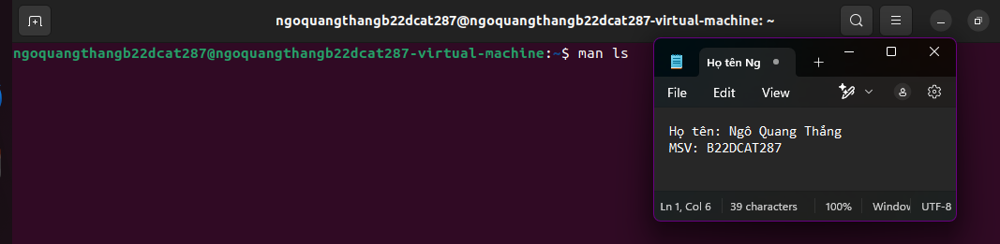 ngoquangthangb22dcat287@ngoquangthangb22dcat287-virtual-machine: ~
ngoquangthangb22dcat287@ngoquangthangb22dcat287-virtual-machine:~$ man ls
Họ tên Ng
File Edit View
Họ tên: Ngô Quang Thắng
MSV: B22DCAT287
Ln 1, Col 6 39 characters 100% Window UTF-8